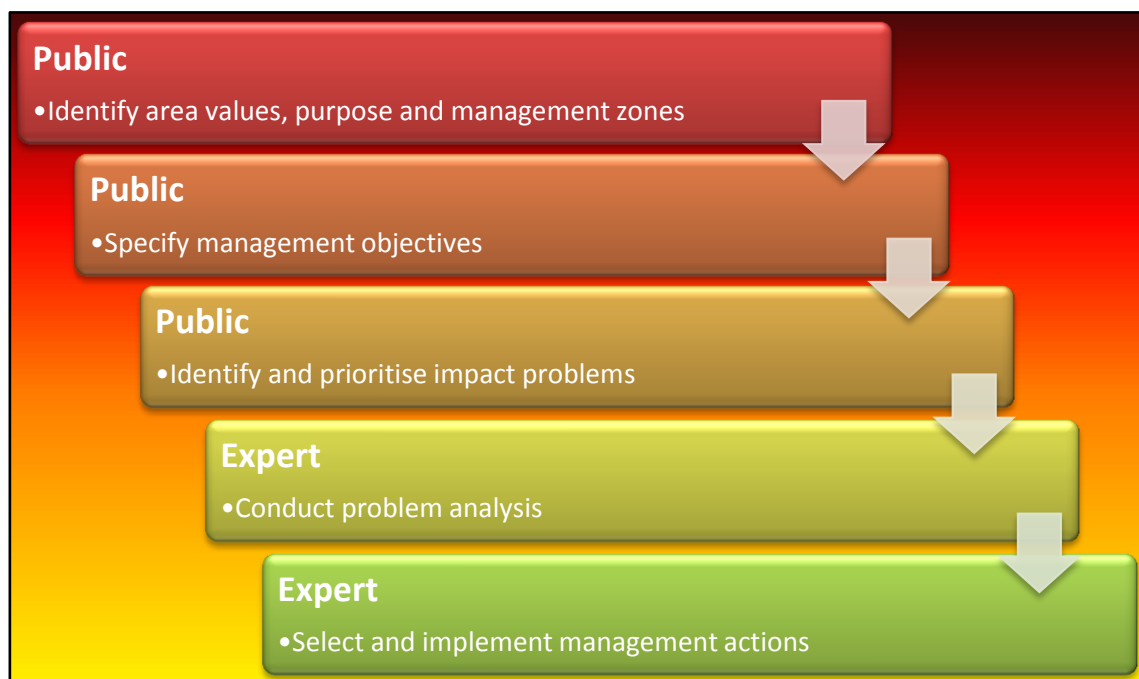 Public
•Identify area values, purpose and management zones
Public
•Specify management objectives
Public
•Identify and prioritise impact problems
Expert
•Conduct problem analysis
Expert
•Select and implement management actions